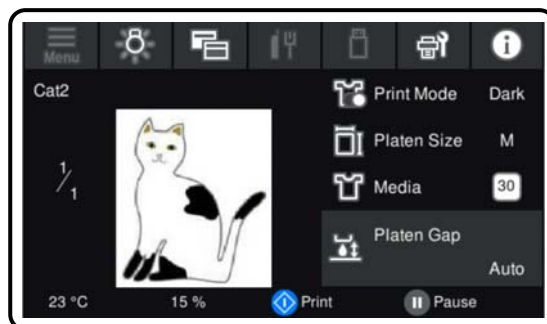 Menu
Cat2
1/1
Print Mode Dark
Platen Size M
Media 30
Platen Gap
Auto
23 °C 15 % Print Pause